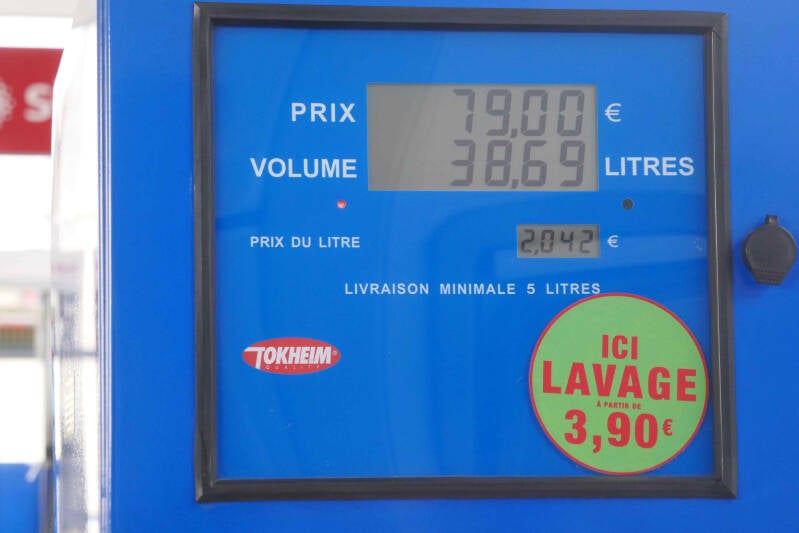 PRIX 79,00 €
VOLUME 38,69 LITRES
PRIX DU LITRE 2,042 €
LIVRAISON MINIMALE 5 LITRES
TOKHEIM®
QUALITY
ICI
LAVAGE
À PARTIR DE
3,90€
S